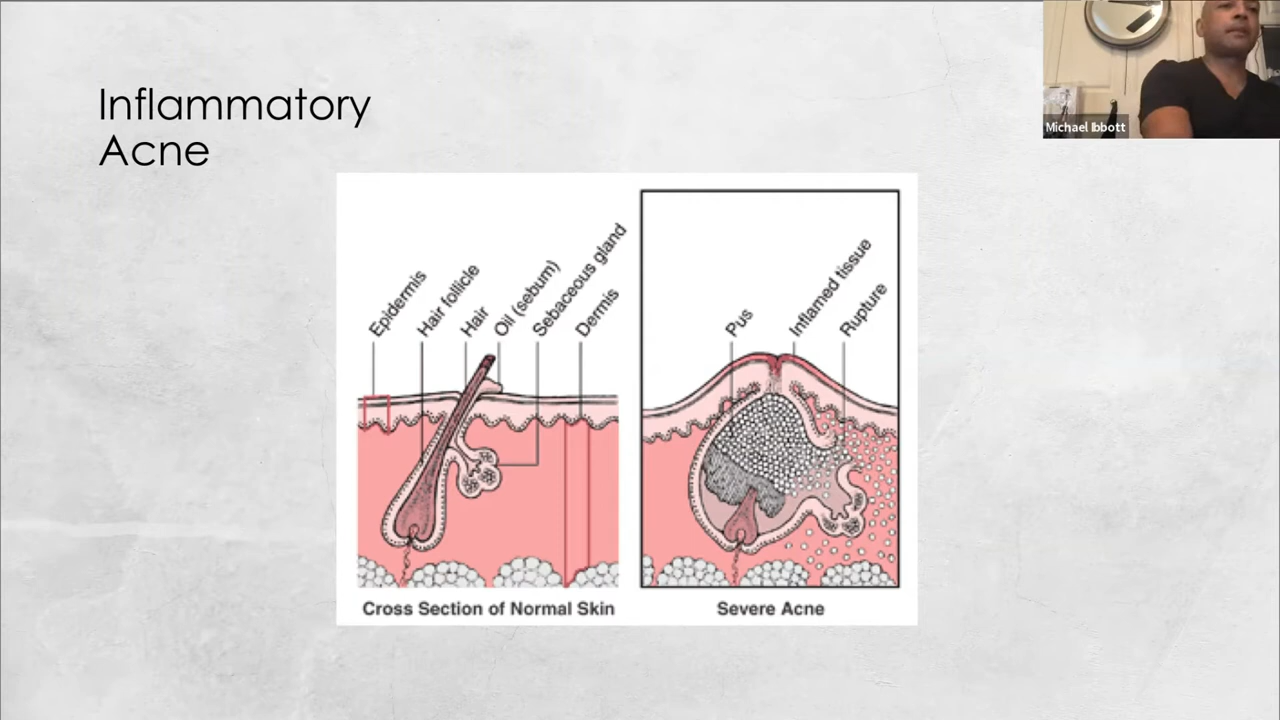 Inflammatory
Acne
Michael Ibbott
Epidermis
Hair follicle
Hair
Oil (sebum)
Sebaceous gland
Dermis
Pus
Inflamed tissue
Rupture
Cross Section of Normal Skin
Severe Acne